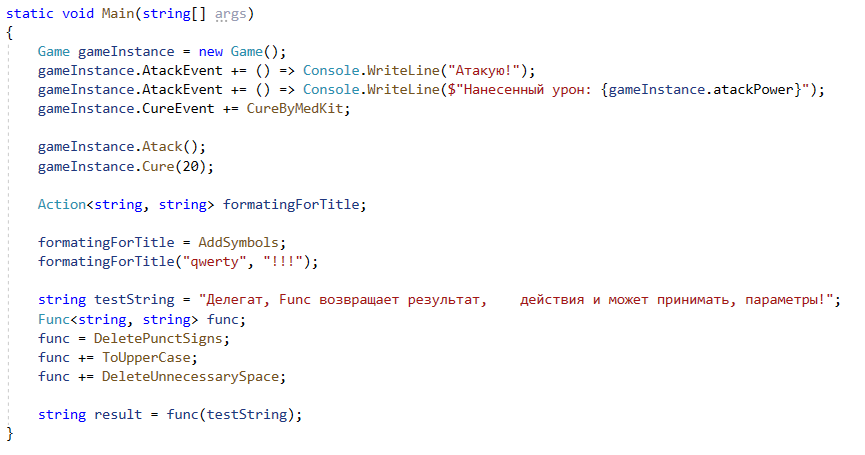 static void Main(string[] args)
{
Game gameInstance = new Game();
gameInstance.AtackEvent += () => Console.WriteLine("Атакую!");
gameInstance.AtackEvent += () => Console.WriteLine($"Нанесенный урон: {gameInstance.atackPower}");
gameInstance.CureEvent += CureByMedKit;
gameInstance.Atack();
gameInstance.Cure(20);
Action<string, string> formatingForTitle;
formatingForTitle = AddSymbols;
formatingForTitle("qwerty", "!!!");
string testString = "Делегат, Func возвращает результат,    действия и может принимать, параметры!";
Func<string, string> func;
func = DeletePunctSigns;
func += ToUpperCase;
func += DeleteUnnecessarySpace;
string result = func(testString);
}